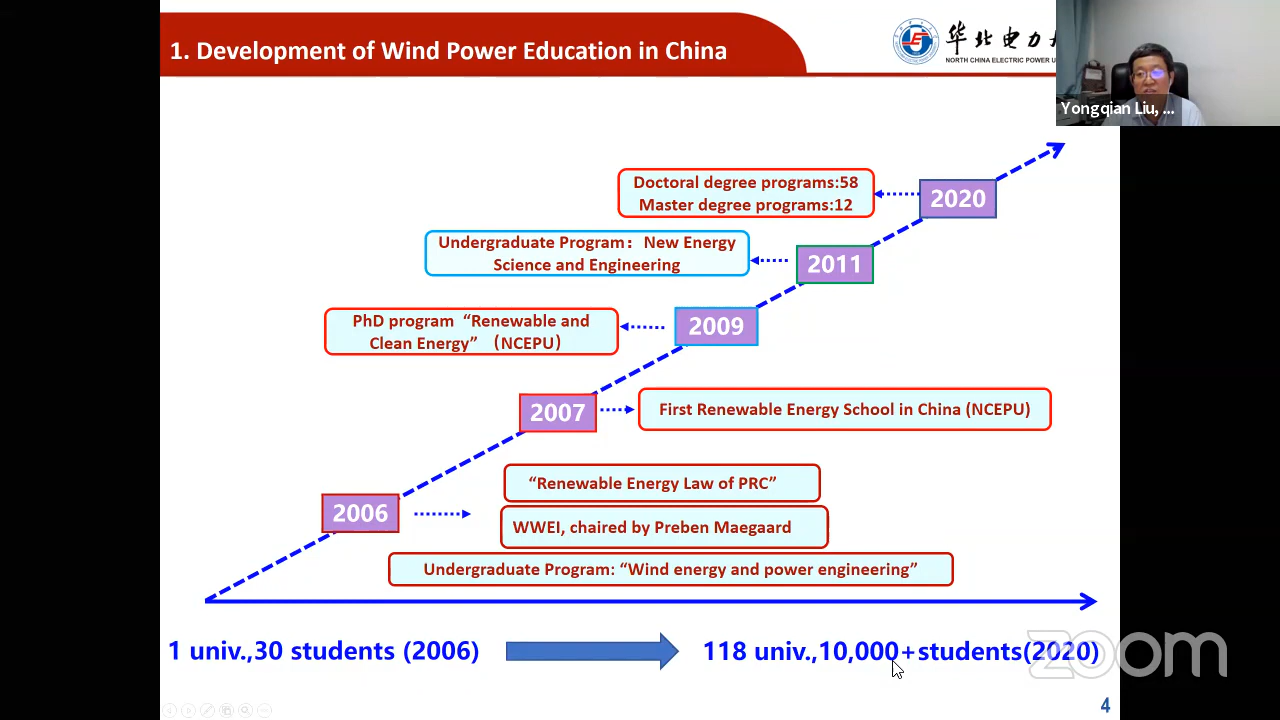 1. Development of Wind Power Education in China
华北电力大
NORTH CHINA ELECTRIC POWER U
Yongqian Liu, ...
Doctoral degree programs:58
Master degree programs:12
2020
Undergraduate Program：New Energy
Science and Engineering
2011
PhD program “Renewable and
Clean Energy” （NCEPU）
2009
2007
First Renewable Energy School in China (NCEPU)
“Renewable Energy Law of PRC”
2006
WWEI, chaired by Preben Maegaard
Undergraduate Program: “Wind energy and power engineering”
1 univ.,30 students (2006)
118 univ.,10,000+students(2020)
zoom
4